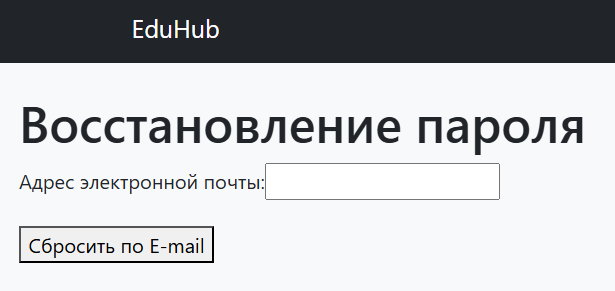 EduHub
Восстановление пароля
Адрес электронной почты:
Сбросить по E-mail